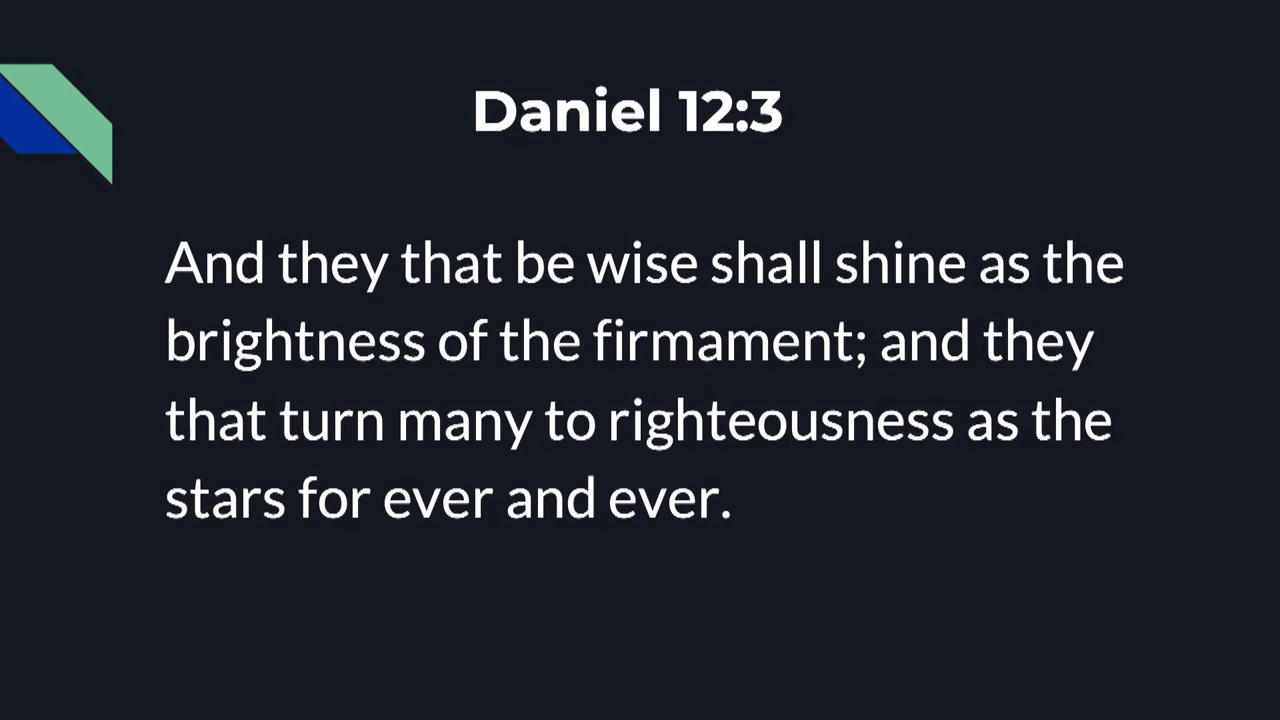 Daniel 12:3
And they that be wise shall shine as the
brightness of the firmament; and they
that turn many to righteousness as the
stars for ever and ever.